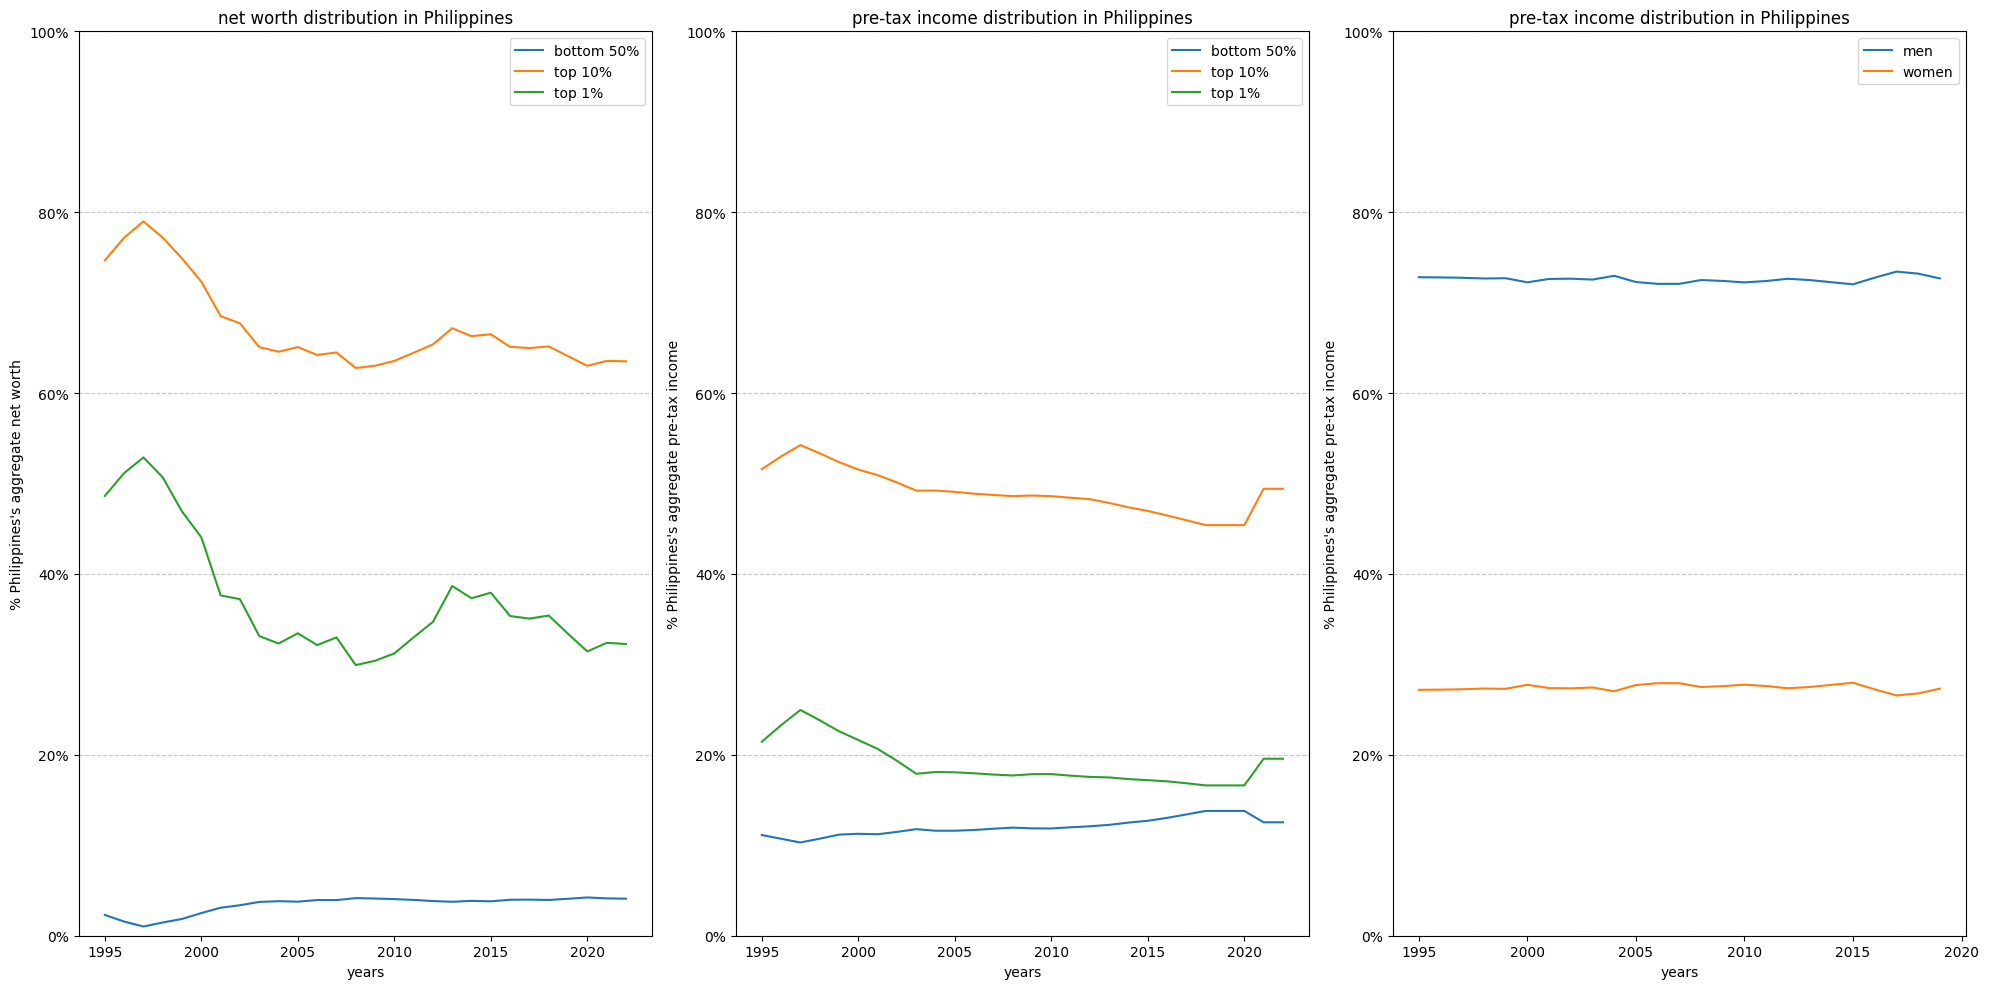 net worth distribution in Philippines
bottom 50%
top 10%
top 1%
% Philippines's aggregate net worth
100%
80%
60%
40%
20%
0%
1995 2000 2005 2010 2015 2020
years
pre-tax income distribution in Philippines
bottom 50%
top 10%
top 1%
% Philippines's aggregate pre-tax income
100%
80%
60%
40%
20%
0%
1995 2000 2005 2010 2015 2020
years
pre-tax income distribution in Philippines
men
women
% Philippines's aggregate pre-tax income
100%
80%
60%
40%
20%
0%
1995 2000 2005 2010 2015 2020
years